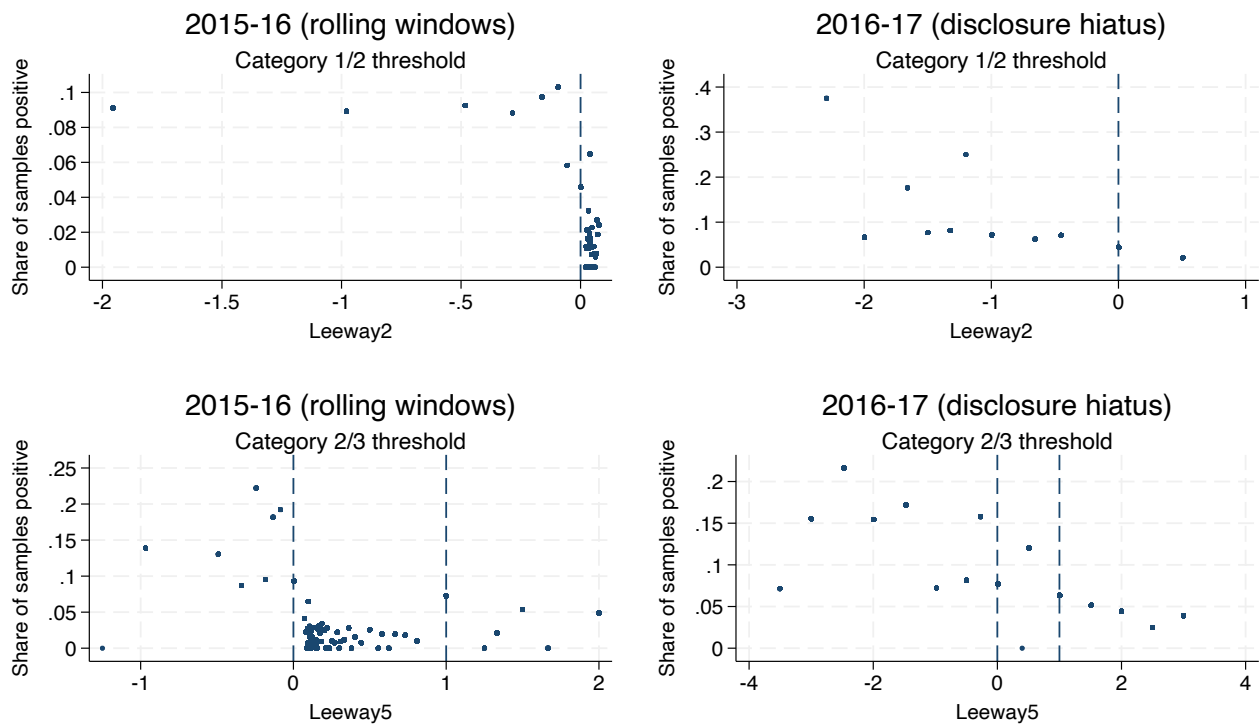 2015-16 (rolling windows)
Category 1/2 threshold
Share of samples positive
.1
.08
.06
.04
.02
0
-2
-1.5
-1
-.5
0
Leeway2
2016-17 (disclosure hiatus)
Category 1/2 threshold
Share of samples positive
.4
.3
.2
.1
0
-3
-2
-1
0
1
Leeway2
2015-16 (rolling windows)
Category 2/3 threshold
Share of samples positive
.25
.2
.15
.1
.05
0
-1
0
1
2
Leeway5
2016-17 (disclosure hiatus)
Category 2/3 threshold
Share of samples positive
.2
.15
.1
.05
0
-4
-2
0
2
4
Leeway5